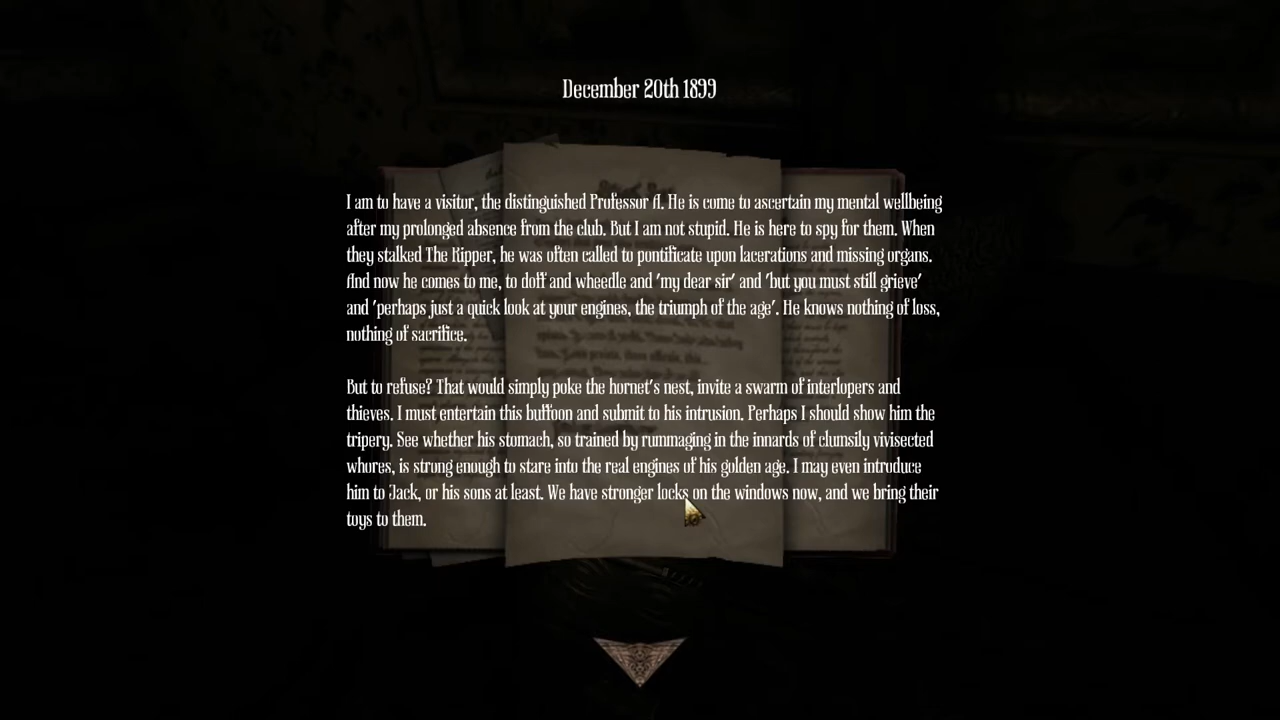 December 20th 1899
I am to have a visitor, the distinguished Professor A. He is come to ascertain my mental wellbeing
after my prolonged absence from the club. But I am not stupid. He is here to spy for them. When
they stalked The Ripper, he was often called to pontificate upon lacerations and missing organs.
And now he comes to me, to doff and wheedle and 'my dear sir' and 'but you must still grieve'
and 'perhaps just a quick look at your engines, the triumph of the age'. He knows nothing of loss,
nothing of sacrifice.
But to refuse? That would simply poke the hornet's nest, invite a swarm of interlopers and
thieves. I must entertain this buffoon and submit to his intrusion. Perhaps I should show him the
tripery. See whether his stomach, so trained by rummaging in the innards of clumsily vivisected
whores, is strong enough to stare into the real engines of his golden age. I may even introduce
him to Jack, or his sons at least. We have stronger locks on the windows now, and we bring their
toys to them.